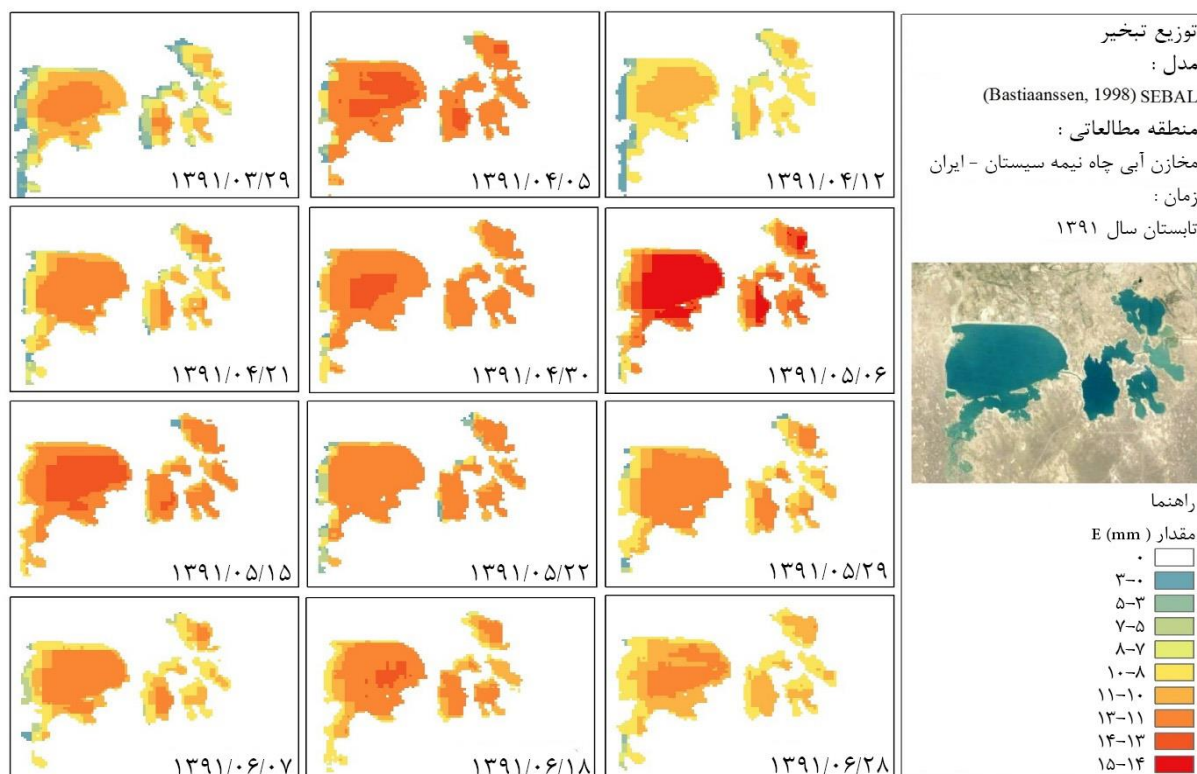 توزیع تبخیر
مدل :
(Bastiaanssen, 1998) SEBAL
منطقه مطالعاتی :
مخازن آبی چاه نیمه سیستان - ایران
زمان :
تابستان سال ۱۳۹۱
۱۳۹۱/۰۳/۲۹
۱۳۹۱/۰۴/۰۵
۱۳۹۱/۰۴/۱۲
۱۳۹۱/۰۴/۲۱
۱۳۹۱/۰۴/۳۰
۱۳۹۱/۰۵/۰۶
۱۳۹۱/۰۵/۱۵
۱۳۹۱/۰۵/۲۲
۱۳۹۱/۰۵/۲۹
۱۳۹۱/۰۶/۰۷
۱۳۹۱/۰۶/۱۸
۱۳۹۱/۰۶/۲۸
راهنما
مقدار E (mm )
۰
۳-۰
۵-۳
۷-۵
۸-۷
۱۰-۸
۱۱-۱۰
۱۳-۱۱
۱۴-۱۳
۱۵-۱۴